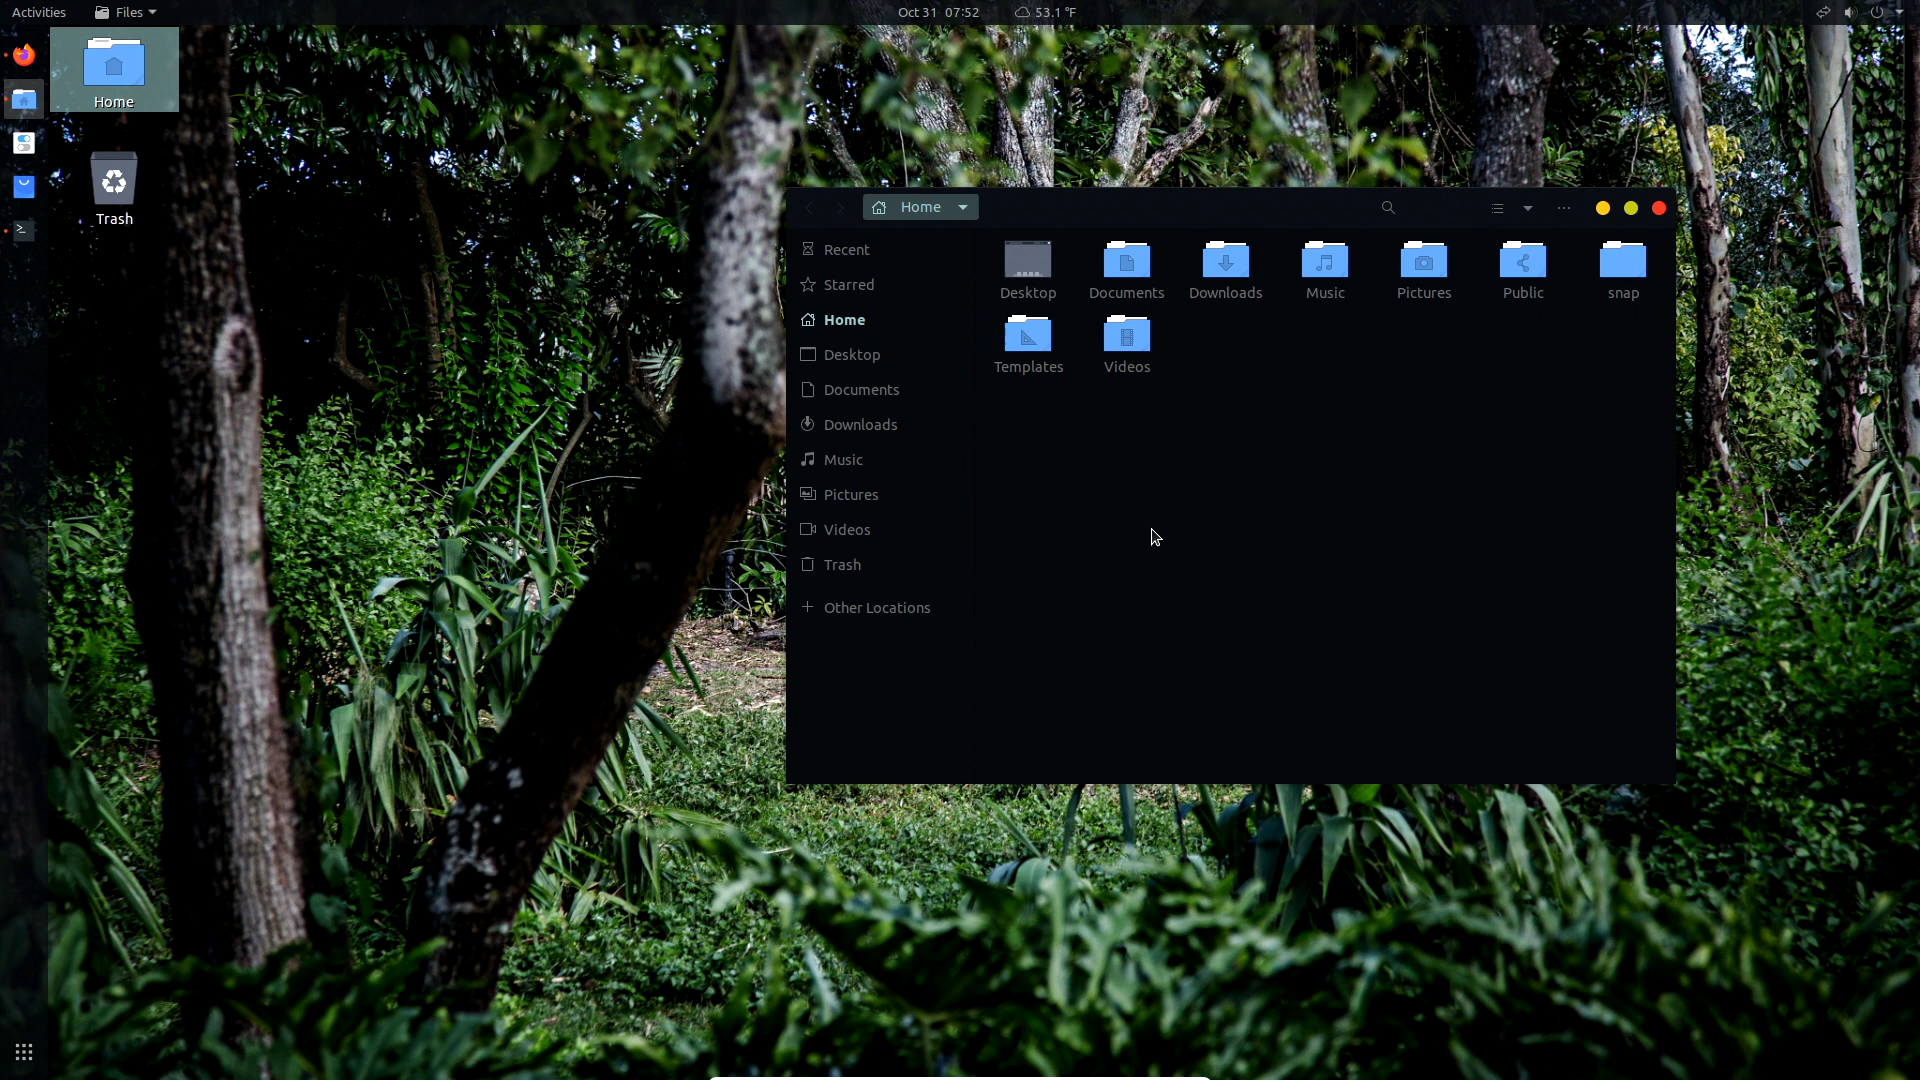 Activities
Files
Oct 31 07:52
53.1 °F
Home
Trash
Home
Recent
Starred
Home
Desktop
Documents
Downloads
Music
Pictures
Videos
Trash
Other Locations
Desktop
Documents
Downloads
Music
Pictures
Public
snap
Templates
Videos